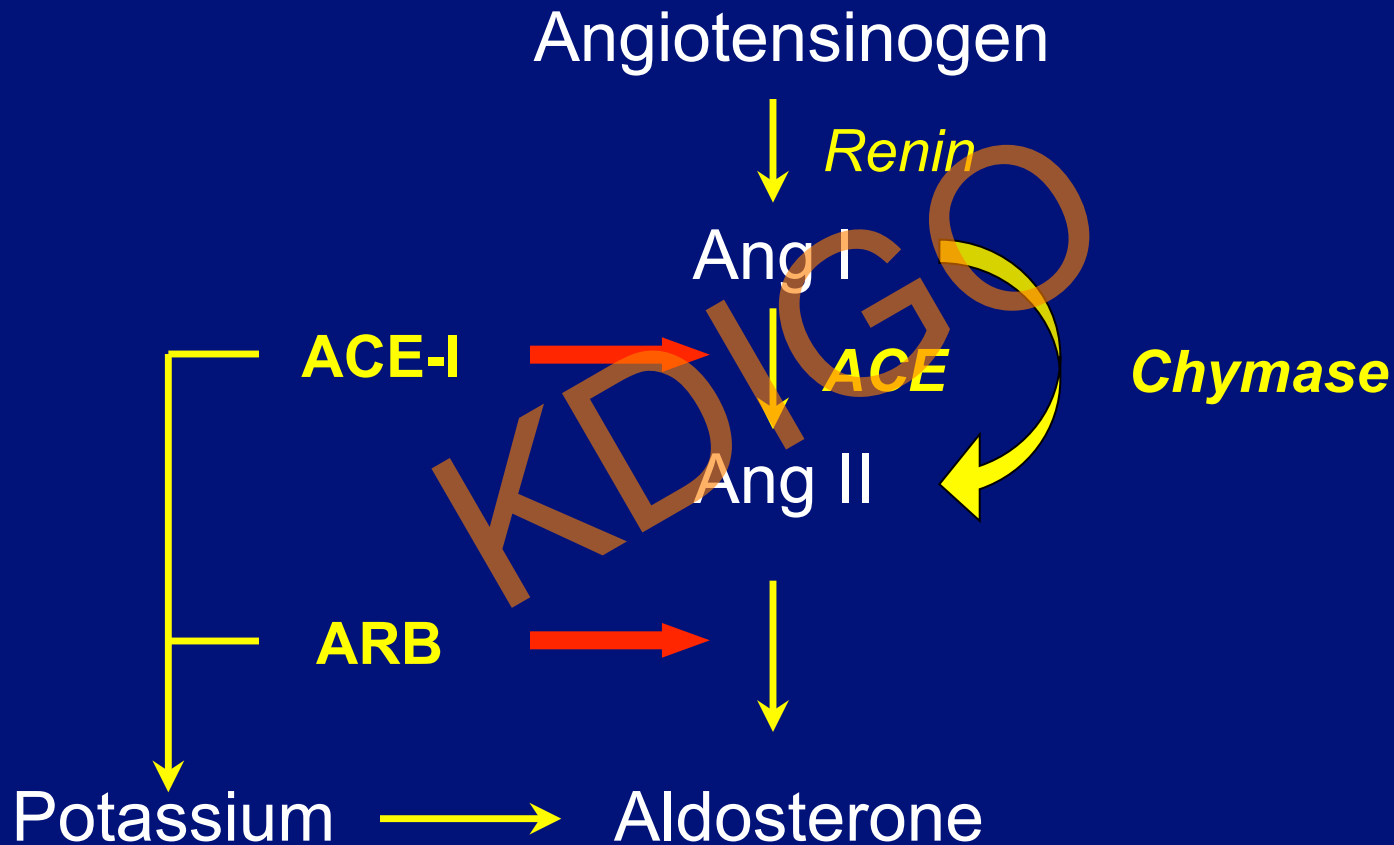 Angiotensinogen
Renin
Ang I
ACE-I
ACE
Chymase
Ang II
ARB
Potassium
Aldosterone
KDIGO